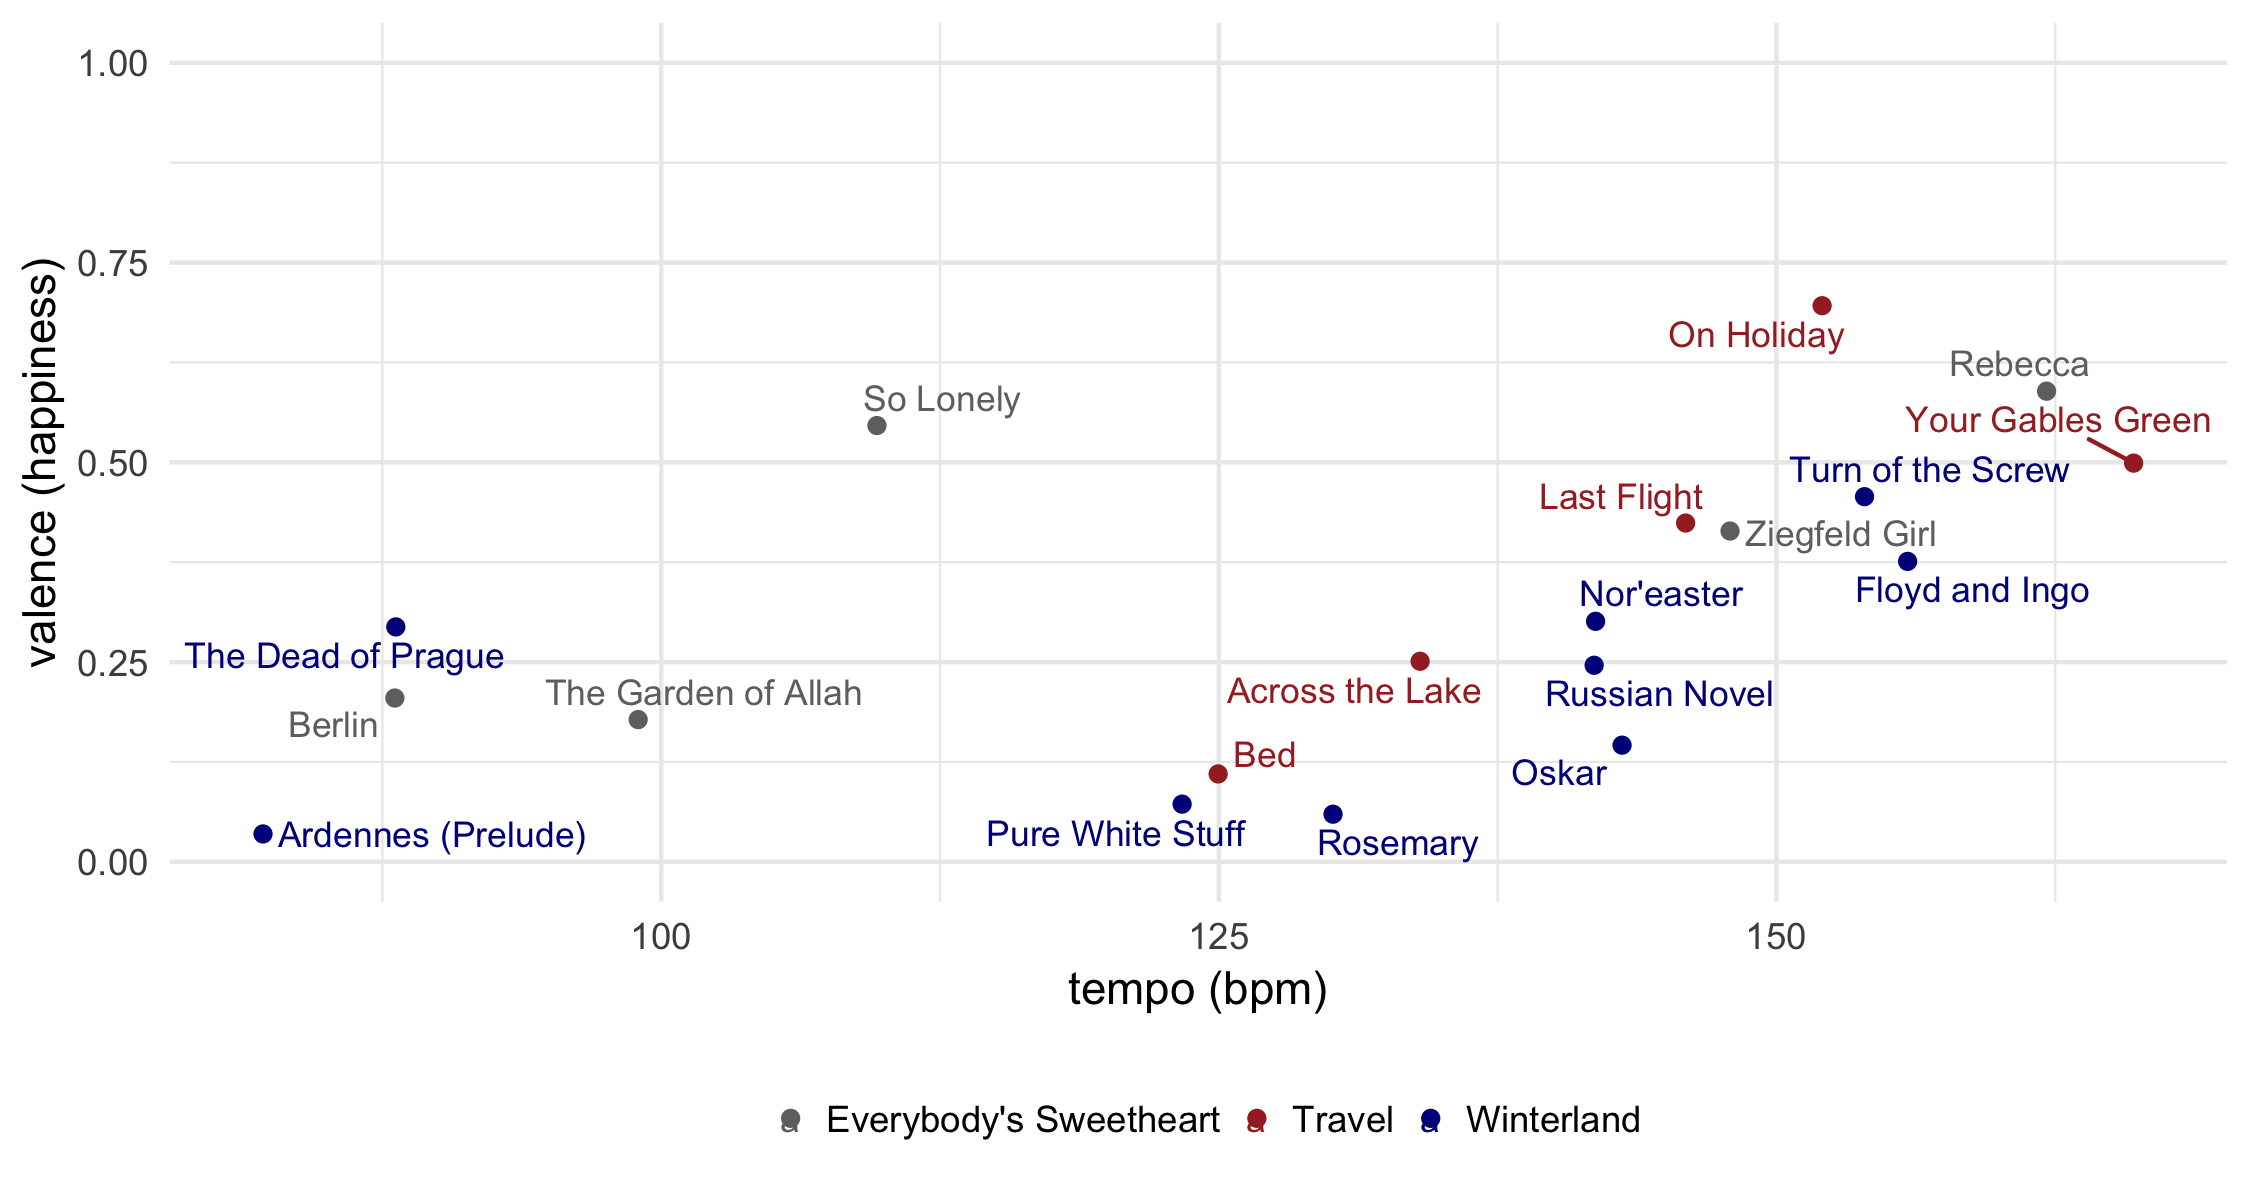 1.00
0.75
On Holiday
Rebecca
So Lonely
Your Gables Green
0.50
Turn of the Screw
Last Flight
Ziegfeld Girl
Nor'easter
Floyd and Ingo
The Dead of Prague
0.25
The Garden of Allah
Across the Lake
Russian Novel
Berlin
Bed
Oskar
Ardennes (Prelude)
Pure White Stuff
Rosemary
0.00
valence (happiness)
100 125 150
tempo (bpm)
a Everybody's Sweetheart a Travel a Winterland